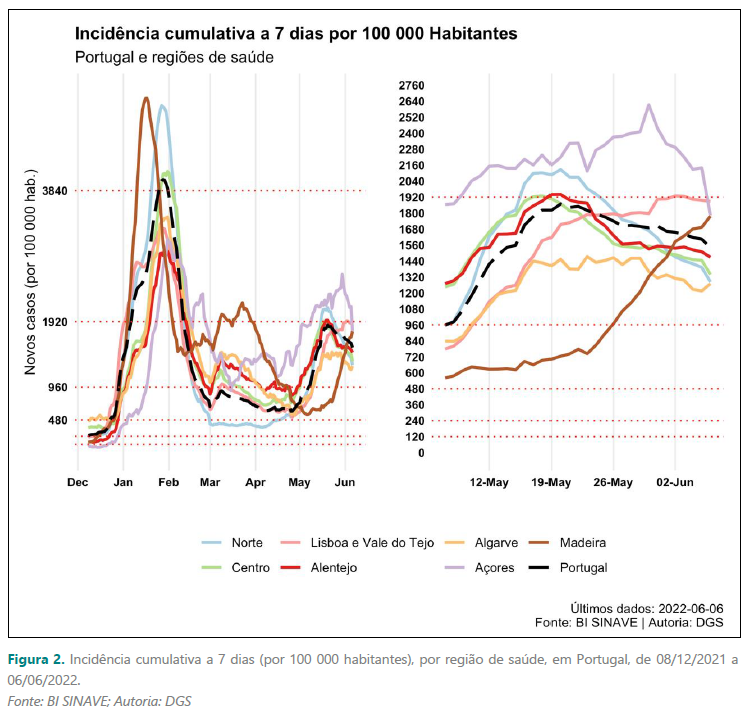 Incidência cumulativa a 7 dias por 100 000 Habitantes
Portugal e regiões de saúde
Novos casos (por 100 000 hab.)
3840
1920
960
480
Dec Jan Feb Mar Apr May Jun
2760
2640
2520
2400
2280
2160
2040
1920
1800
1680
1560
1440
1320
1200
1080
960
840
720
600
480
360
240
120
0
12-May 19-May 26-May 02-Jun
Norte Lisboa e Vale do Tejo Algarve Madeira
Centro Alentejo Açores Portugal
Últimos dados: 2022-06-06
Fonte: BI SINAVE | Autoria: DGS
Figura 2. Incidência cumulativa a 7 dias (por 100 000 habitantes), por região de saúde, em Portugal, de 08/12/2021 a
06/06/2022.
Fonte: BI SINAVE; Autoria: DGS